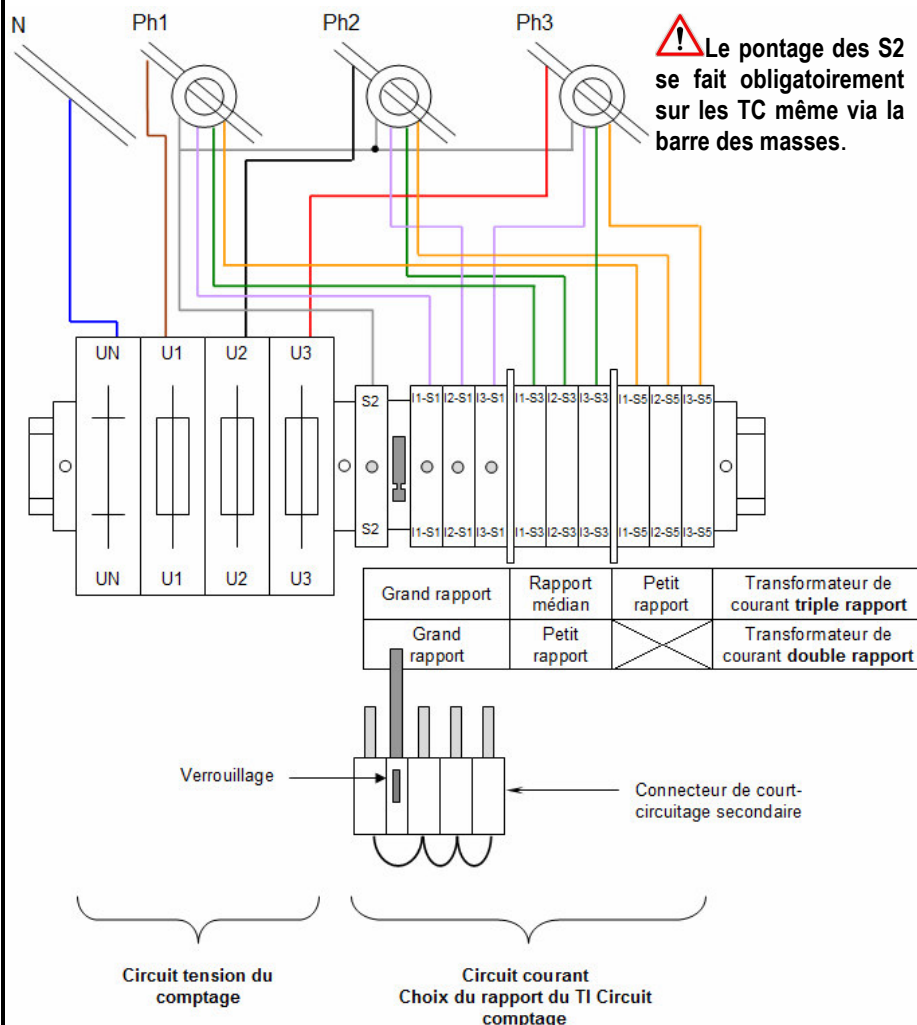 N
Ph1
Ph2
Ph3
Le pontage des S2
se fait obligatoirement
sur les TC même via la
barre des masses.
UN
U1
U2
U3
S2
I1-S1
I2-S1
I3-S1
I1-S3
I2-S3
I3-S3
I1-S5
I2-S5
I3-S5
S2
I1-S1
I2-S1
I3-S1
I1-S3
I2-S3
I3-S3
I1-S5
I2-S5
I3-S5
UN
U1
U2
U3
Grand rapport
Rapport
médian
Petit
rapport
Transformateur de
courant triple rapport
Grand
rapport
Petit
rapport
Transformateur de
courant double rapport
Verrouillage
Connecteur de court-
circuitage secondaire
Circuit tension du
comptage
Circuit courant
Choix du rapport du TI Circuit
comptage